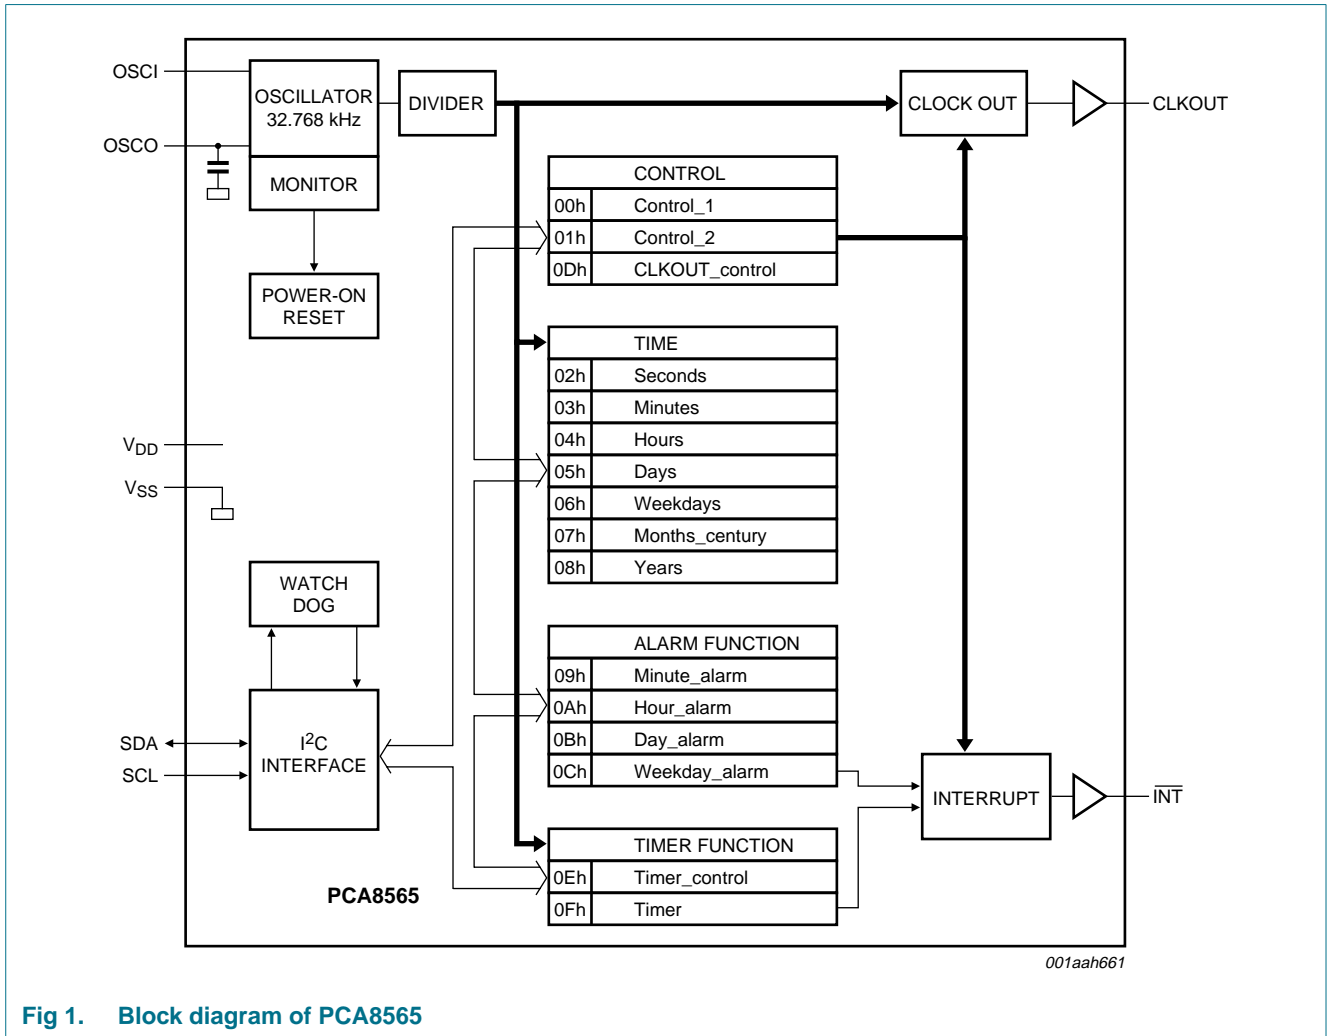 OSCI
OSCO
OSCILLATOR
32.768 kHz
MONITOR
DIVIDER
CLOCK OUT
CLKOUT
POWER-ON
RESET
CONTROL
00h Control_1
01h Control_2
0Dh CLKOUT_control
TIME
02h Seconds
03h Minutes
04h Hours
05h Days
06h Weekdays
07h Months_century
08h Years
VDD
VSS
WATCH
DOG
I2C
INTERFACE
SDA
SCL
ALARM FUNCTION
09h Minute_alarm
0Ah Hour_alarm
0Bh Day_alarm
0Ch Weekday_alarm
INTERRUPT
INT
TIMER FUNCTION
0Eh Timer_control
0Fh Timer
PCA8565
001aah661
Fig 1. Block diagram of PCA8565